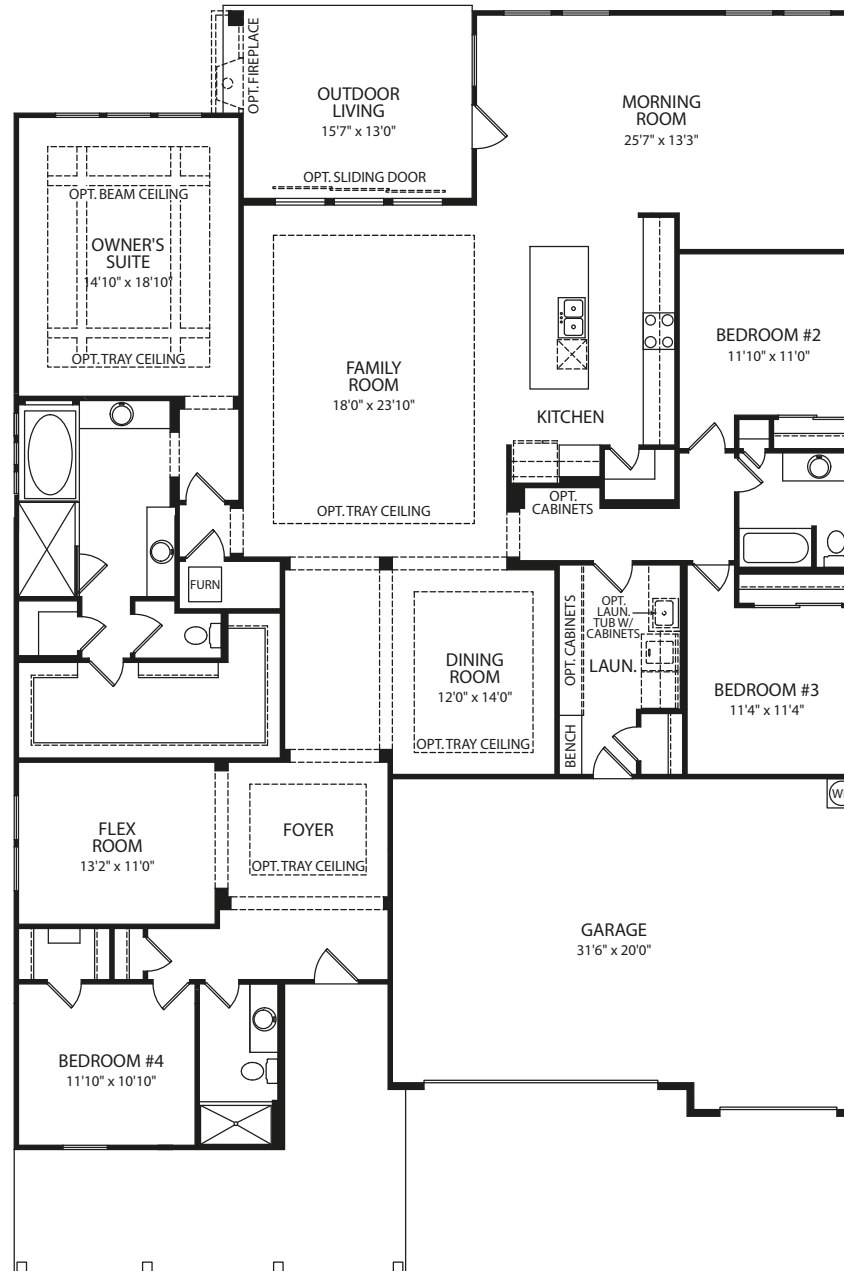 OPT. FIREPLACE
OUTDOOR
LIVING
15'7" x 13'0"
OPT. SLIDING DOOR
MORNING
ROOM
25'7" x 13'3"
OPT. BEAM CEILING
OWNER'S
SUITE
14'10" x 18'10"
OPT. TRAY CEILING
FAMILY
ROOM
18'0" x 23'10"
OPT. TRAY CEILING
KITCHEN
BEDROOM #2
11'10" x 11'0"
OPT.
CABINETS
FURN
OPT. CABINETS
OPT.
LAUN.
TUB W/
CABINETS
LAUN.
BENCH
DINING
ROOM
12'0" x 14'0"
OPT. TRAY CEILING
BEDROOM #3
11'4" x 11'4"
FLEX
ROOM
13'2" x 11'0"
FOYER
OPT. TRAY CEILING
GARAGE
31'6" x 20'0"
BEDROOM #4
11'10" x 10'10"